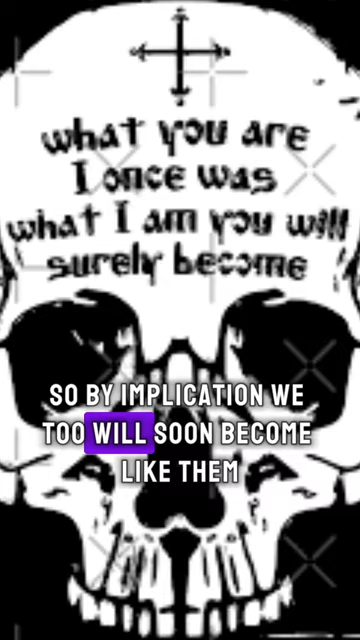 what you are
I once was
what I am you will
surely become
SO BY IMPLICATION WE
TOO WILL SOON BECOME
LIKE THEM